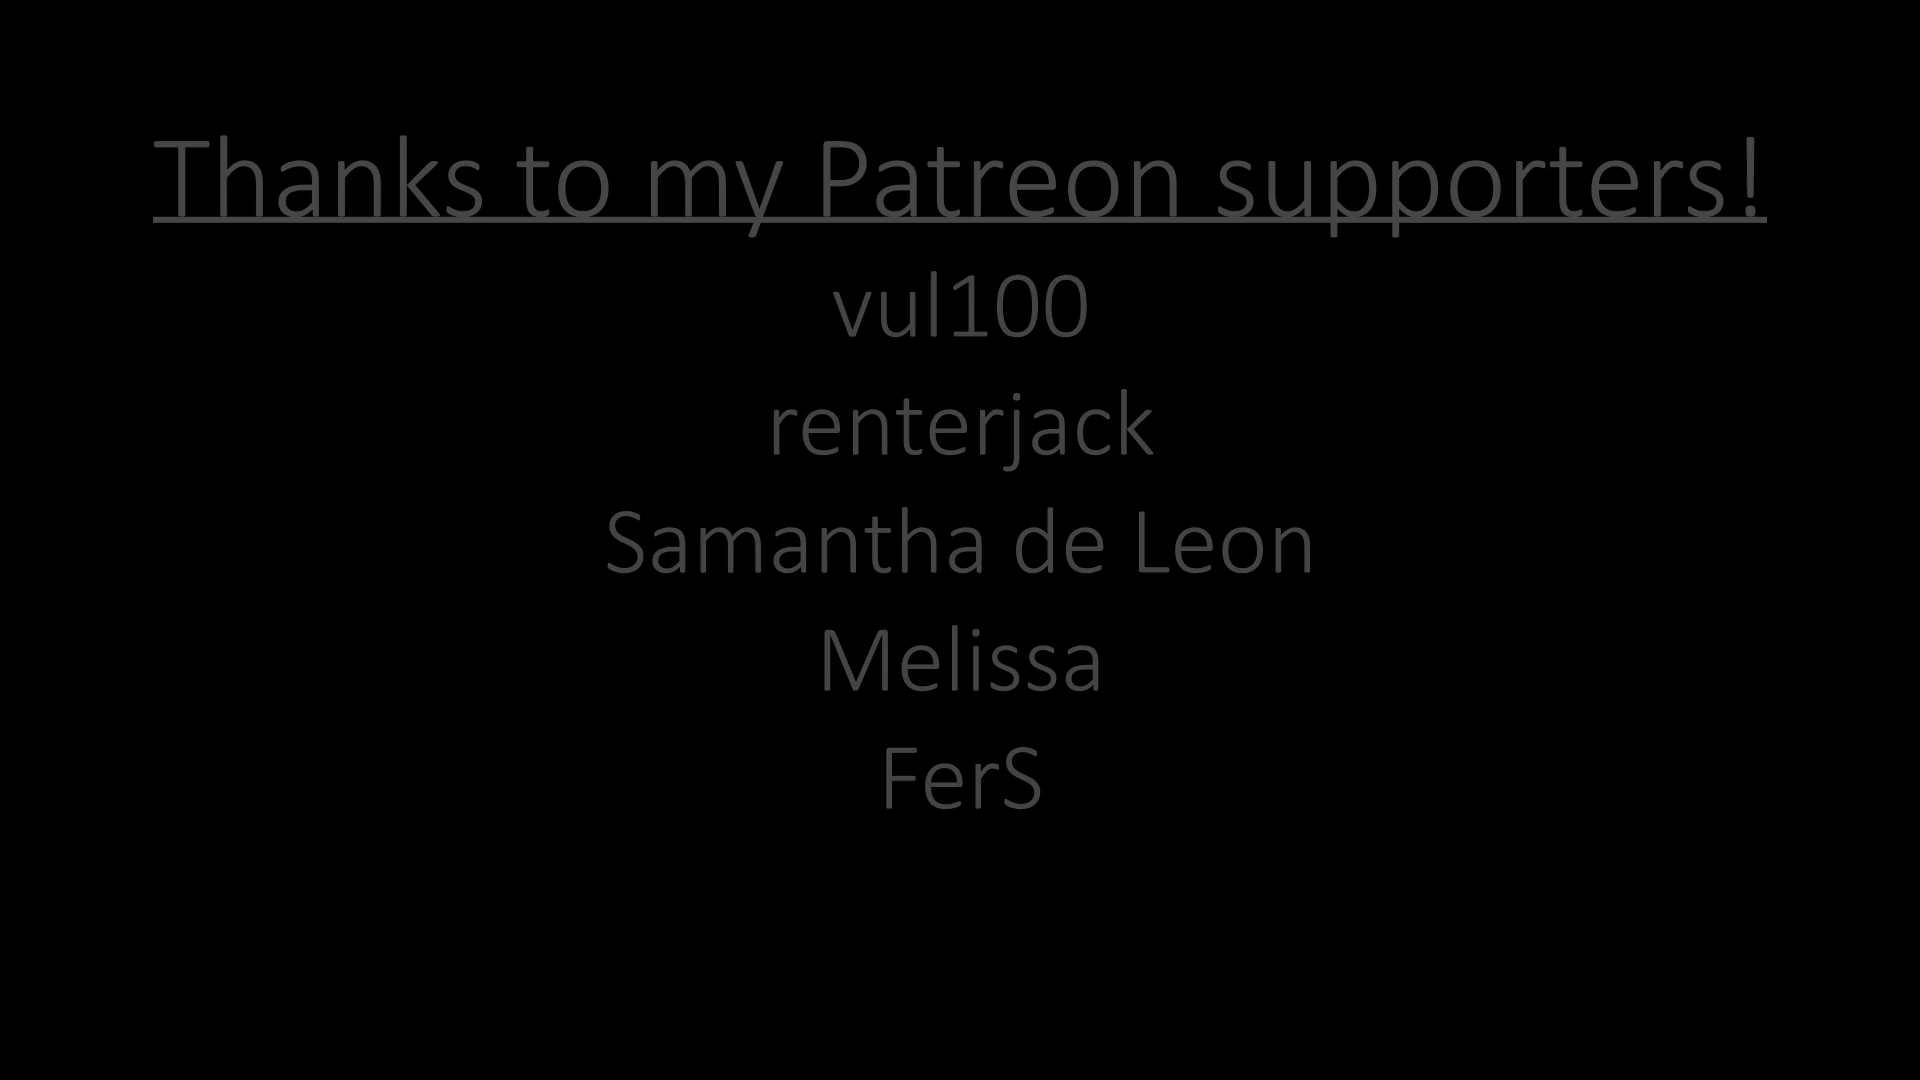 Thanks to my Patreon supporters!
vul100
renterjack
Samantha de Leon
Melissa
FerS